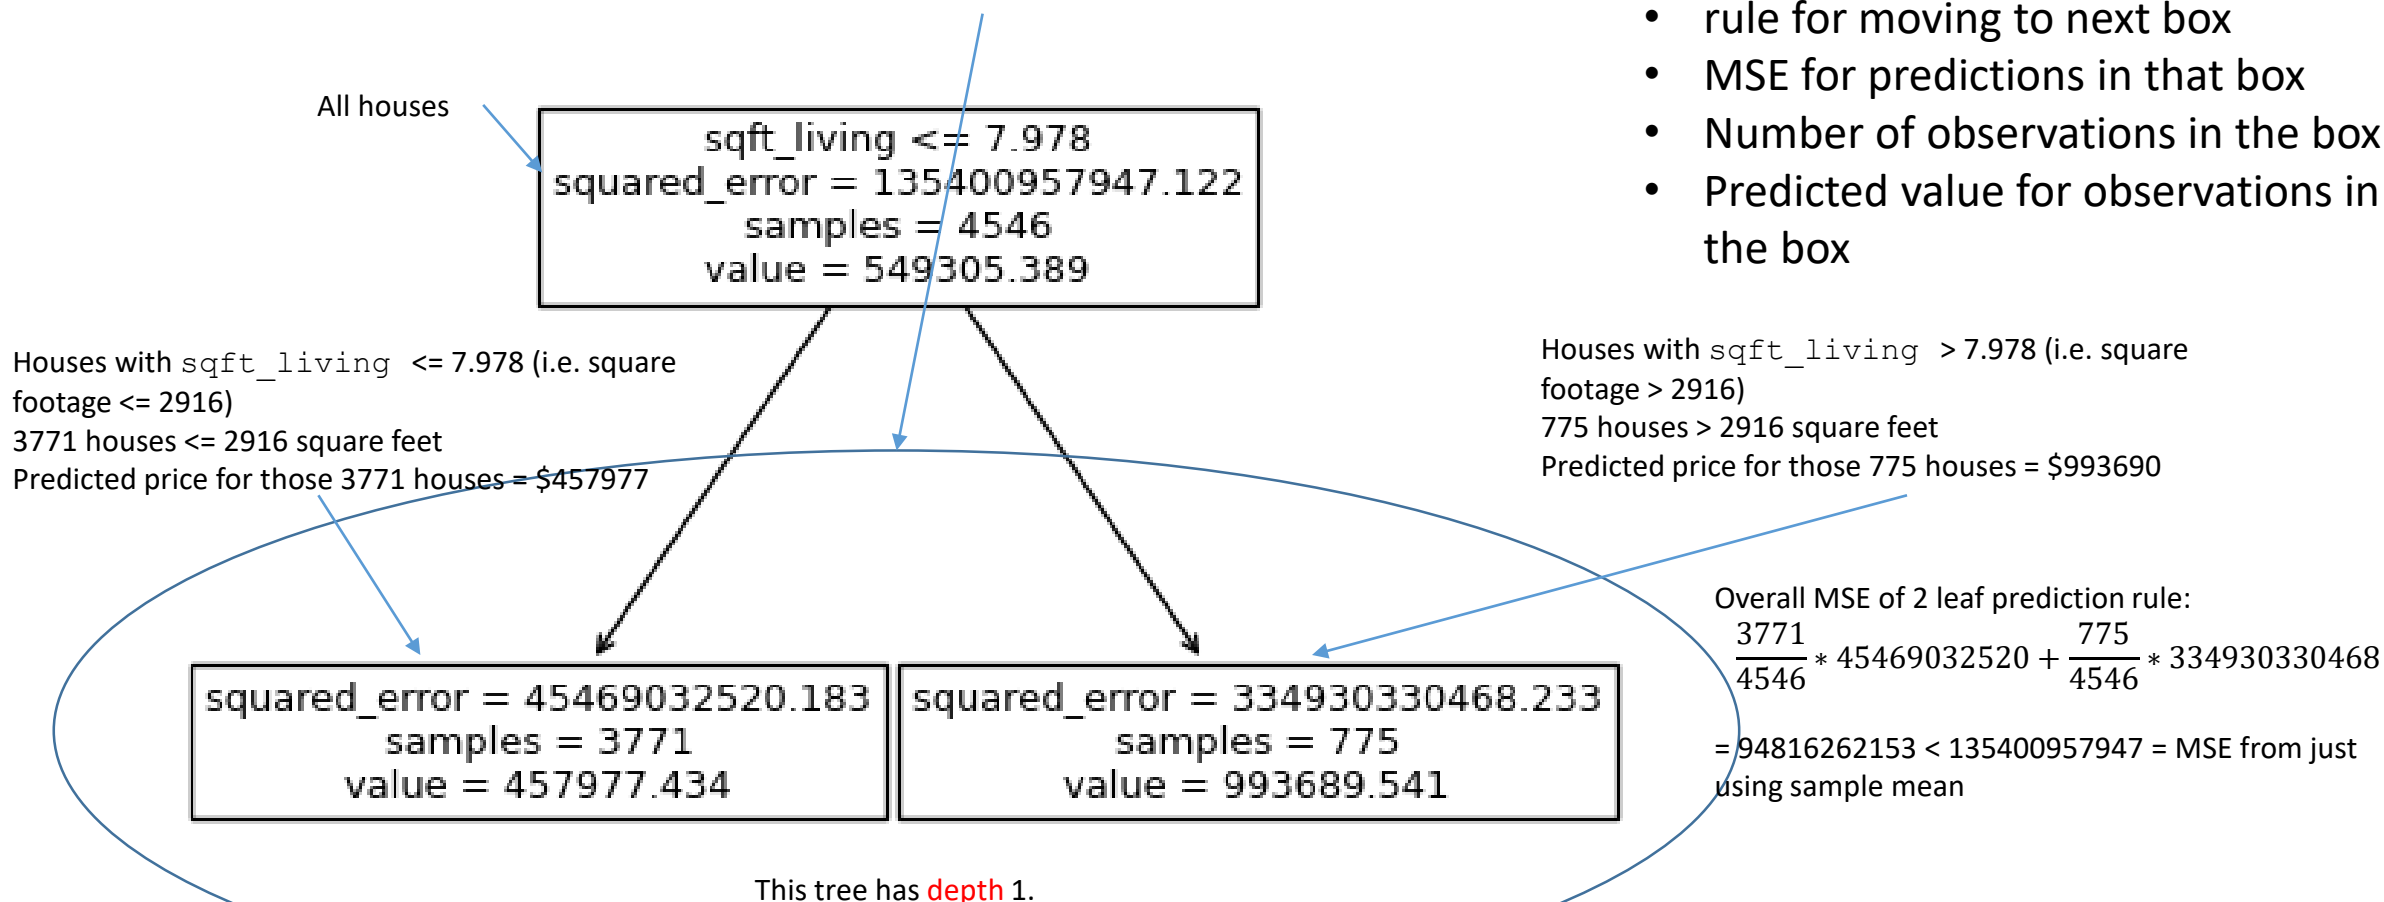 • rule for moving to next box
• MSE for predictions in that box
• Number of observations in the box
• Predicted value for observations in
the box
All houses
sqft_living <= 7.978
squared_error = 135400957947.122
samples = 4546
value = 549305.389
Houses with sqft_living <= 7.978 (i.e. square
footage <= 2916)
3771 houses <= 2916 square feet
Predicted price for those 3771 houses = $457977
Houses with sqft_living > 7.978 (i.e. square
footage > 2916)
775 houses > 2916 square feet
Predicted price for those 775 houses = $993690
squared_error = 45469032520.183
samples = 3771
value = 457977.434
squared_error = 334930330468.233
samples = 775
value = 993689.541
Overall MSE of 2 leaf prediction rule:
3771/4546 ∗ 45469032520 + 775/4546 ∗ 334930330468
= 94816262153 < 135400957947 = MSE from just
using sample mean
This tree has depth 1.